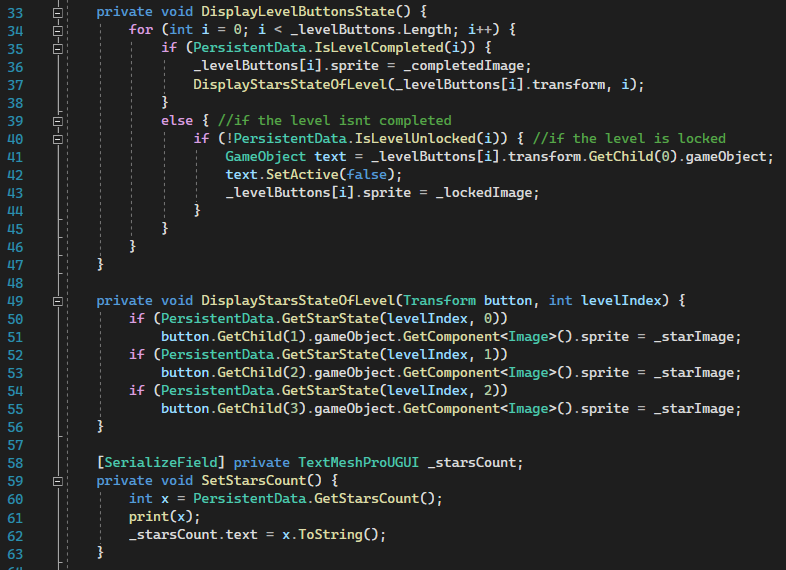 33 private void DisplayLevelButtonsState() {
34 for (int i = 0; i < _levelButtons.Length; i++) {
35 if (PersistentData.IsLevelCompleted(i)) {
36 _levelButtons[i].sprite = _completedImage;
37 DisplayStarsStateOfLevel(_levelButtons[i].transform, i);
38 }
39 else { //if the level isnt completed
40 if (!PersistentData.IsLevelUnlocked(i)) { //if the level is locked
41 GameObject text = _levelButtons[i].transform.GetChild(0).gameObject;
42 text.SetActive(false);
43 _levelButtons[i].sprite = _lockedImage;
44 }
45 }
46 }
47 }
48
49 private void DisplayStarsStateOfLevel(Transform button, int levelIndex) {
50 if (PersistentData.GetStarState(levelIndex, 0))
51 button.GetChild(1).gameObject.GetComponent<Image>().sprite = _starImage;
52 if (PersistentData.GetStarState(levelIndex, 1))
53 button.GetChild(2).gameObject.GetComponent<Image>().sprite = _starImage;
54 if (PersistentData.GetStarState(levelIndex, 2))
55 button.GetChild(3).gameObject.GetComponent<Image>().sprite = _starImage;
56 }
57
58 [SerializeField] private TextMeshProUGUI _starsCount;
59 private void SetStarsCount() {
60 int x = PersistentData.GetStarsCount();
61 print(x);
62 _starsCount.text = x.ToString();
63 }